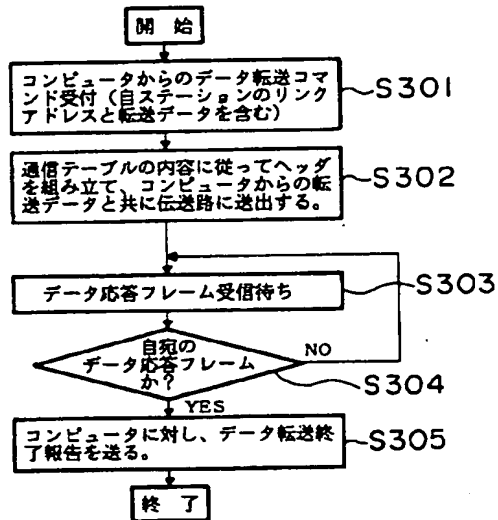 開始
コンピュータからのデータ転送コマ
ンド受付（自ステーションのリンク
アドレスと転送データを含む）
S301
通信テーブルの内容に従ってヘッダ
を組み立て、コンピュータからの転
送データと共に伝送路に送出する。
S302
データ応答フレーム受信待ち
S303
自宛の
データ応答フレーム
か？
NO
S304
YES
コンピュータに対し、データ転送終
了報告を送る。
S305
終了